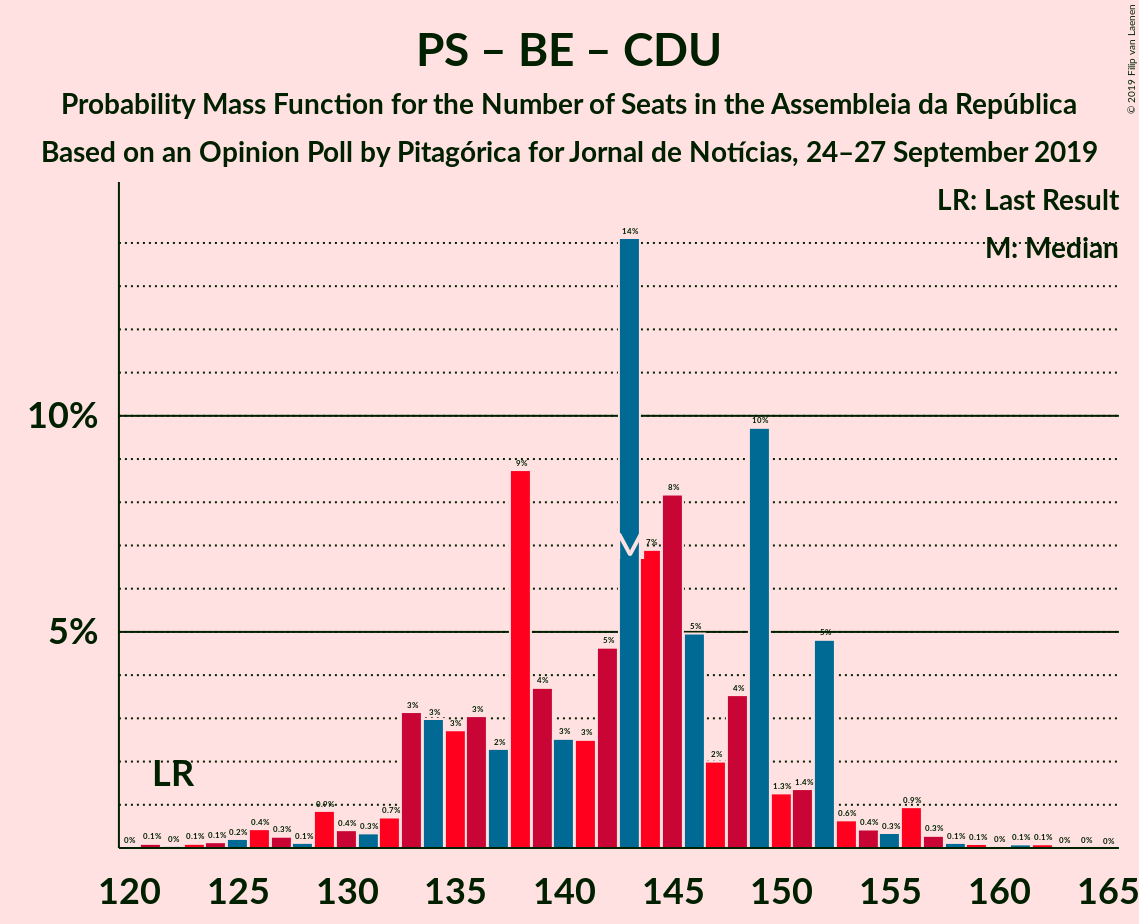 © 2019 Filip van Laenen
PS – BE – CDU
Probability Mass Function for the Number of Seats in the Assembleia da República
Based on an Opinion Poll by Pitagórica for Jornal de Notícias, 24–27 September 2019
LR: Last Result
M: Median
10%
5%
LR
0% 0.1% 0% 0.1% 0.1% 0.2% 0.4% 0.3% 0.1% 0.9% 0.4% 0.3% 0.7% 3% 3% 3% 3% 2% 9% 4% 3% 3% 5% 14% 7% 8% 5% 2% 4% 10% 1.3% 1.4% 5% 0.6% 0.4% 0.3% 0.9% 0.3% 0.1% 0.1% 0% 0.1% 0.1% 0% 0% 0%
120 125 130 135 140 145 150 155 160 165